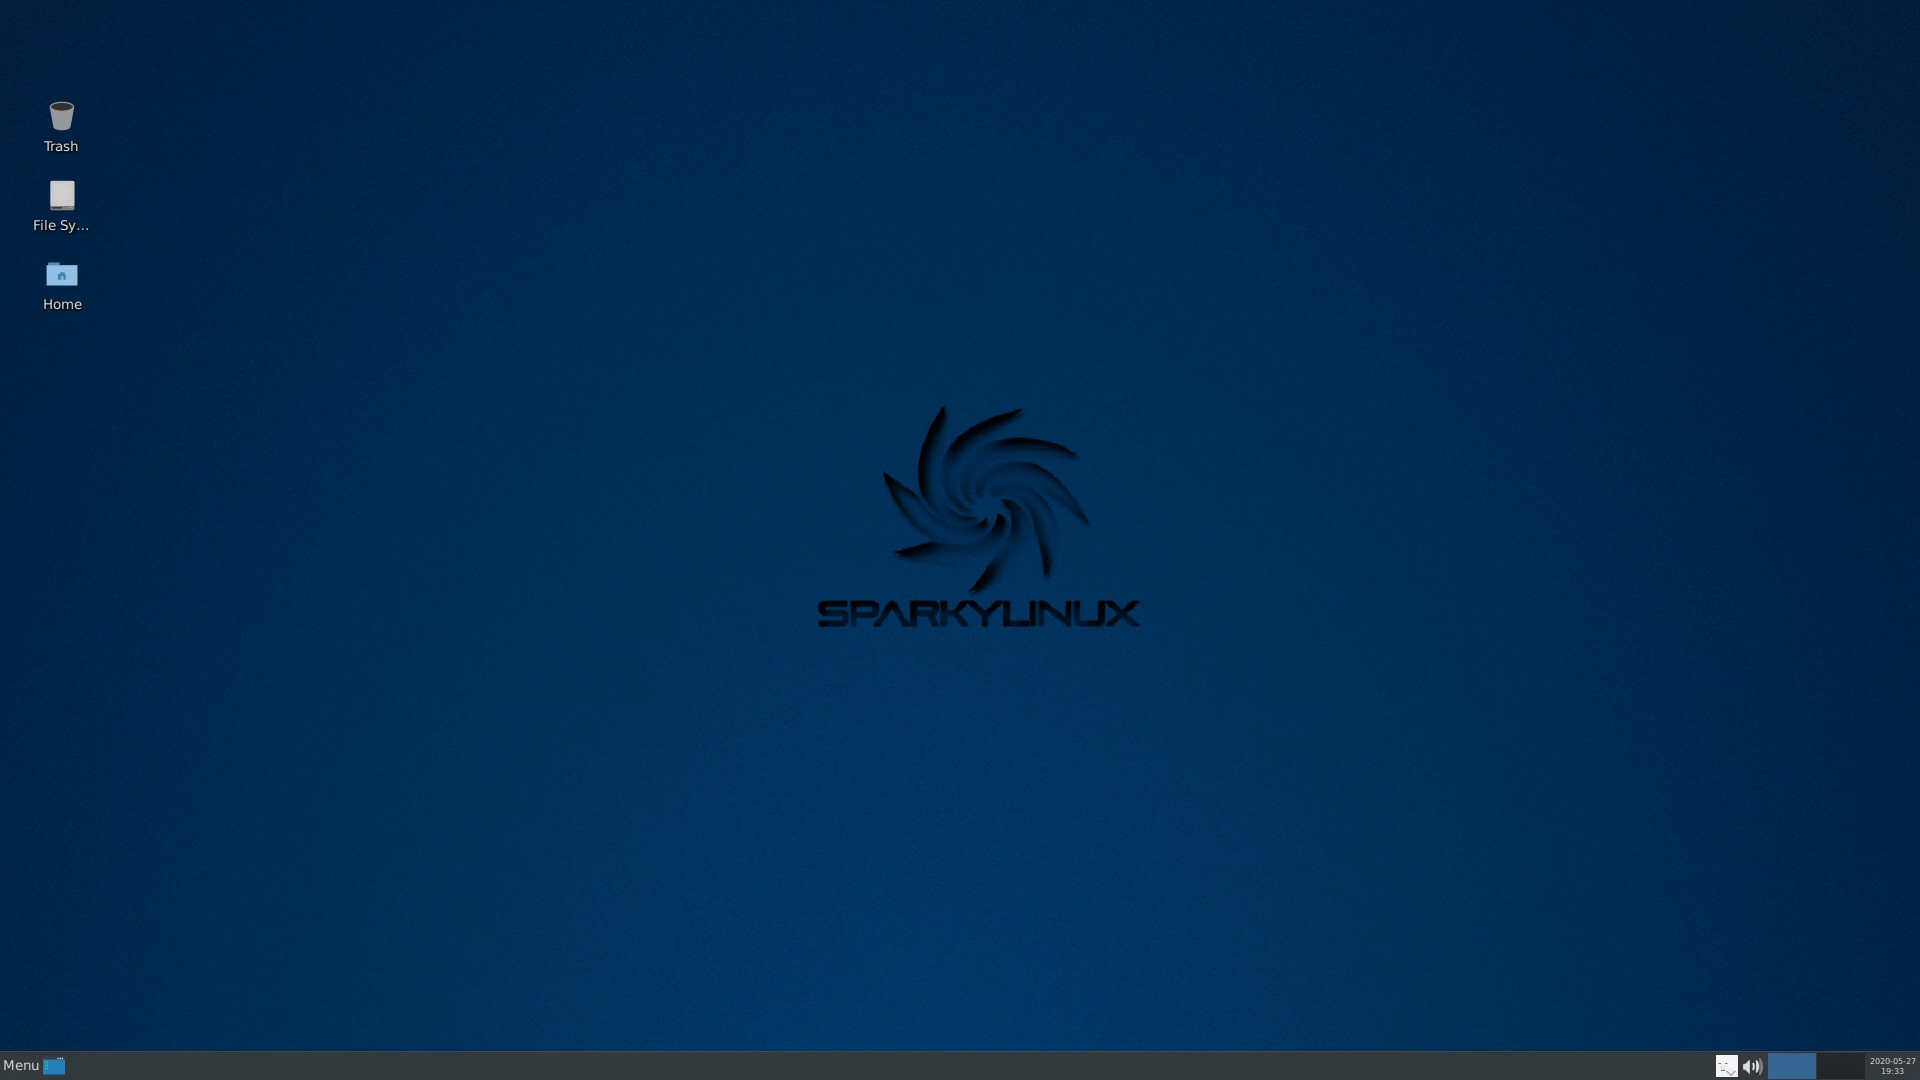 Trash
File Sy...
Home
SPARKYLINUX
Menu
2020-05-27
19:33